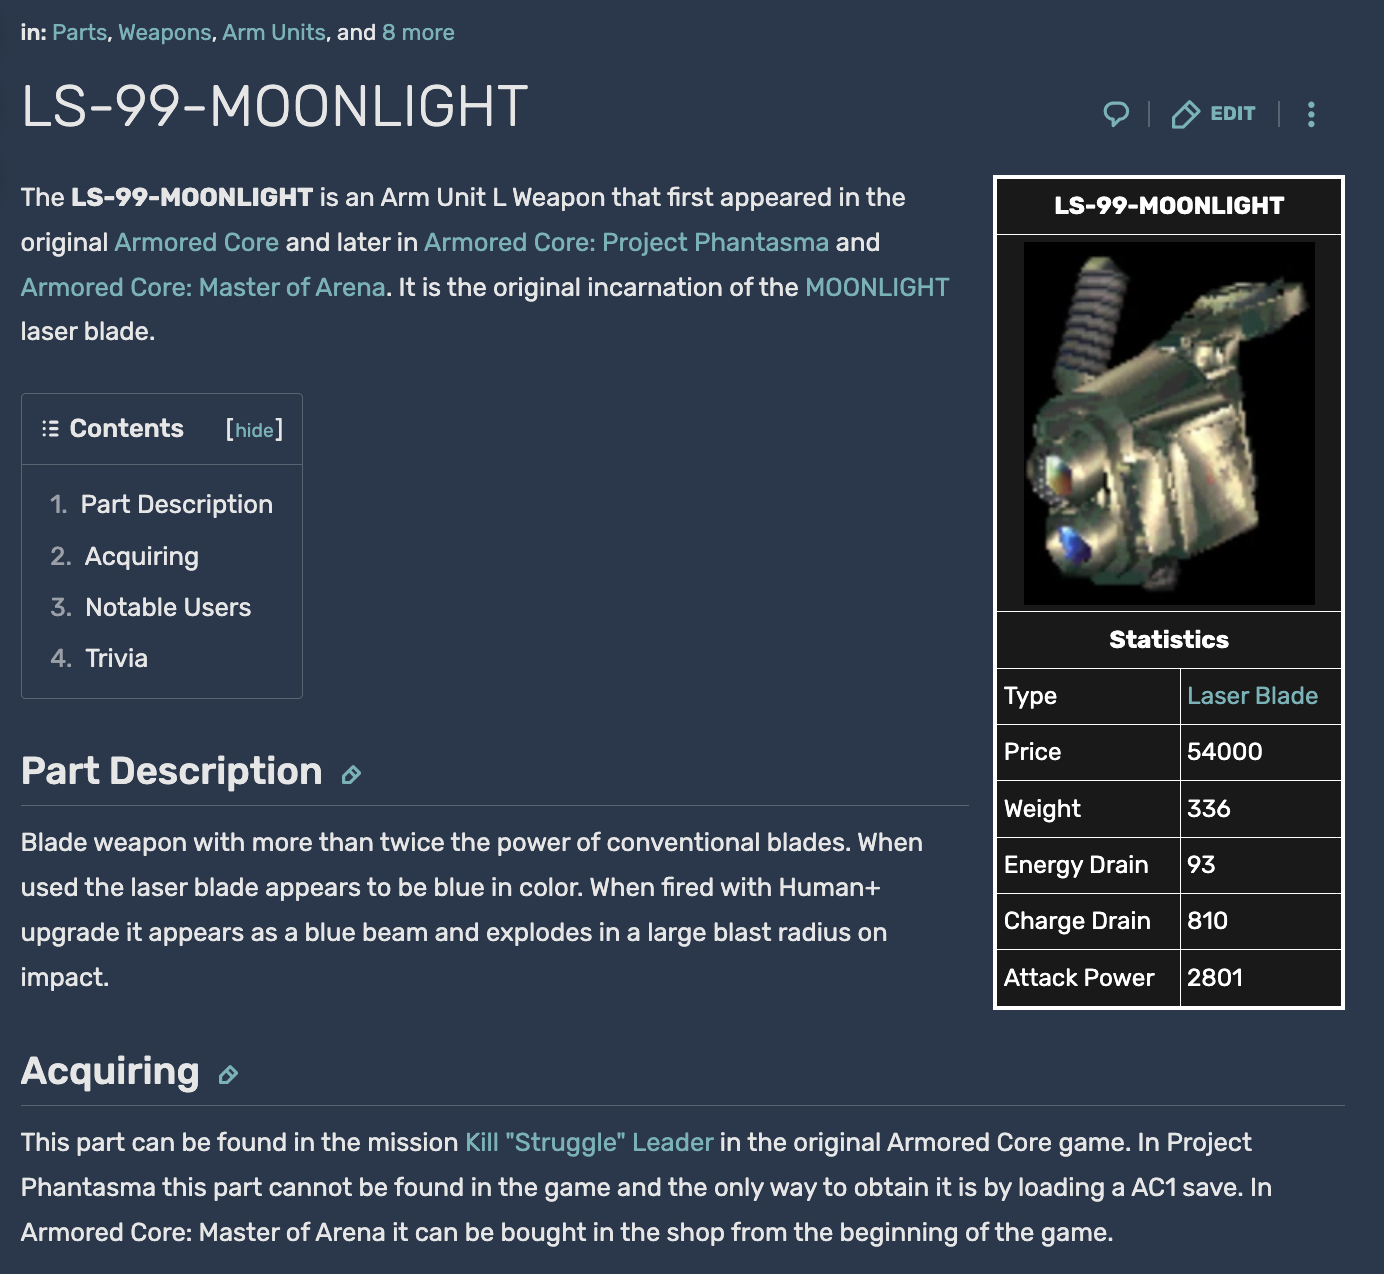 in: Parts, Weapons, Arm Units, and 8 more
LS-99-MOONLIGHT
EDIT
The LS-99-MOONLIGHT is an Arm Unit L Weapon that first appeared in the
original Armored Core and later in Armored Core: Project Phantasma and
Armored Core: Master of Arena. It is the original incarnation of the MOONLIGHT
laser blade.
Contents [hide]
1. Part Description
2. Acquiring
3. Notable Users
4. Trivia
LS-99-MOONLIGHT
Statistics
Type Laser Blade
Price 54000
Weight 336
Energy Drain 93
Charge Drain 810
Attack Power 2801
Part Description
Blade weapon with more than twice the power of conventional blades. When
used the laser blade appears to be blue in color. When fired with Human+
upgrade it appears as a blue beam and explodes in a large blast radius on
impact.
Acquiring
This part can be found in the mission Kill "Struggle" Leader in the original Armored Core game. In Project
Phantasma this part cannot be found in the game and the only way to obtain it is by loading a AC1 save. In
Armored Core: Master of Arena it can be bought in the shop from the beginning of the game.